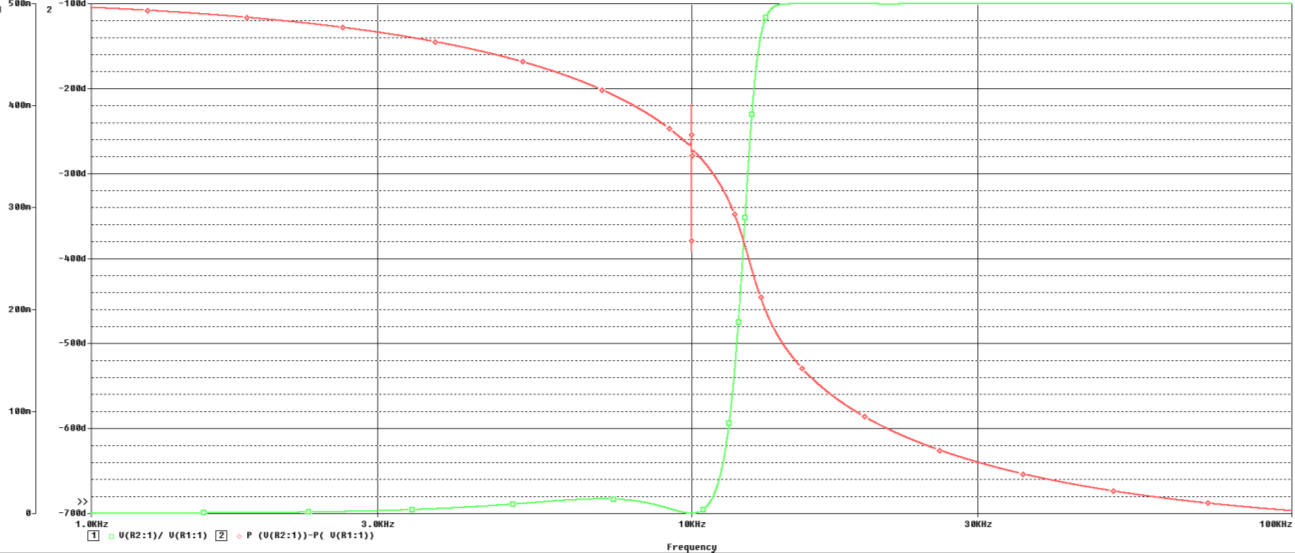 1 500m 2 -100d
-200d
400m
-300d
300m
-400d
200m
-500d
100m
-600d
>>
0 -700d
1.0KHz 3.0KHz 10KHz 30KHz 100KHz
1 V(R2:1)/ V(R1:1) 2 P (V(R2:1))-P( V(R1:1))
Frequency